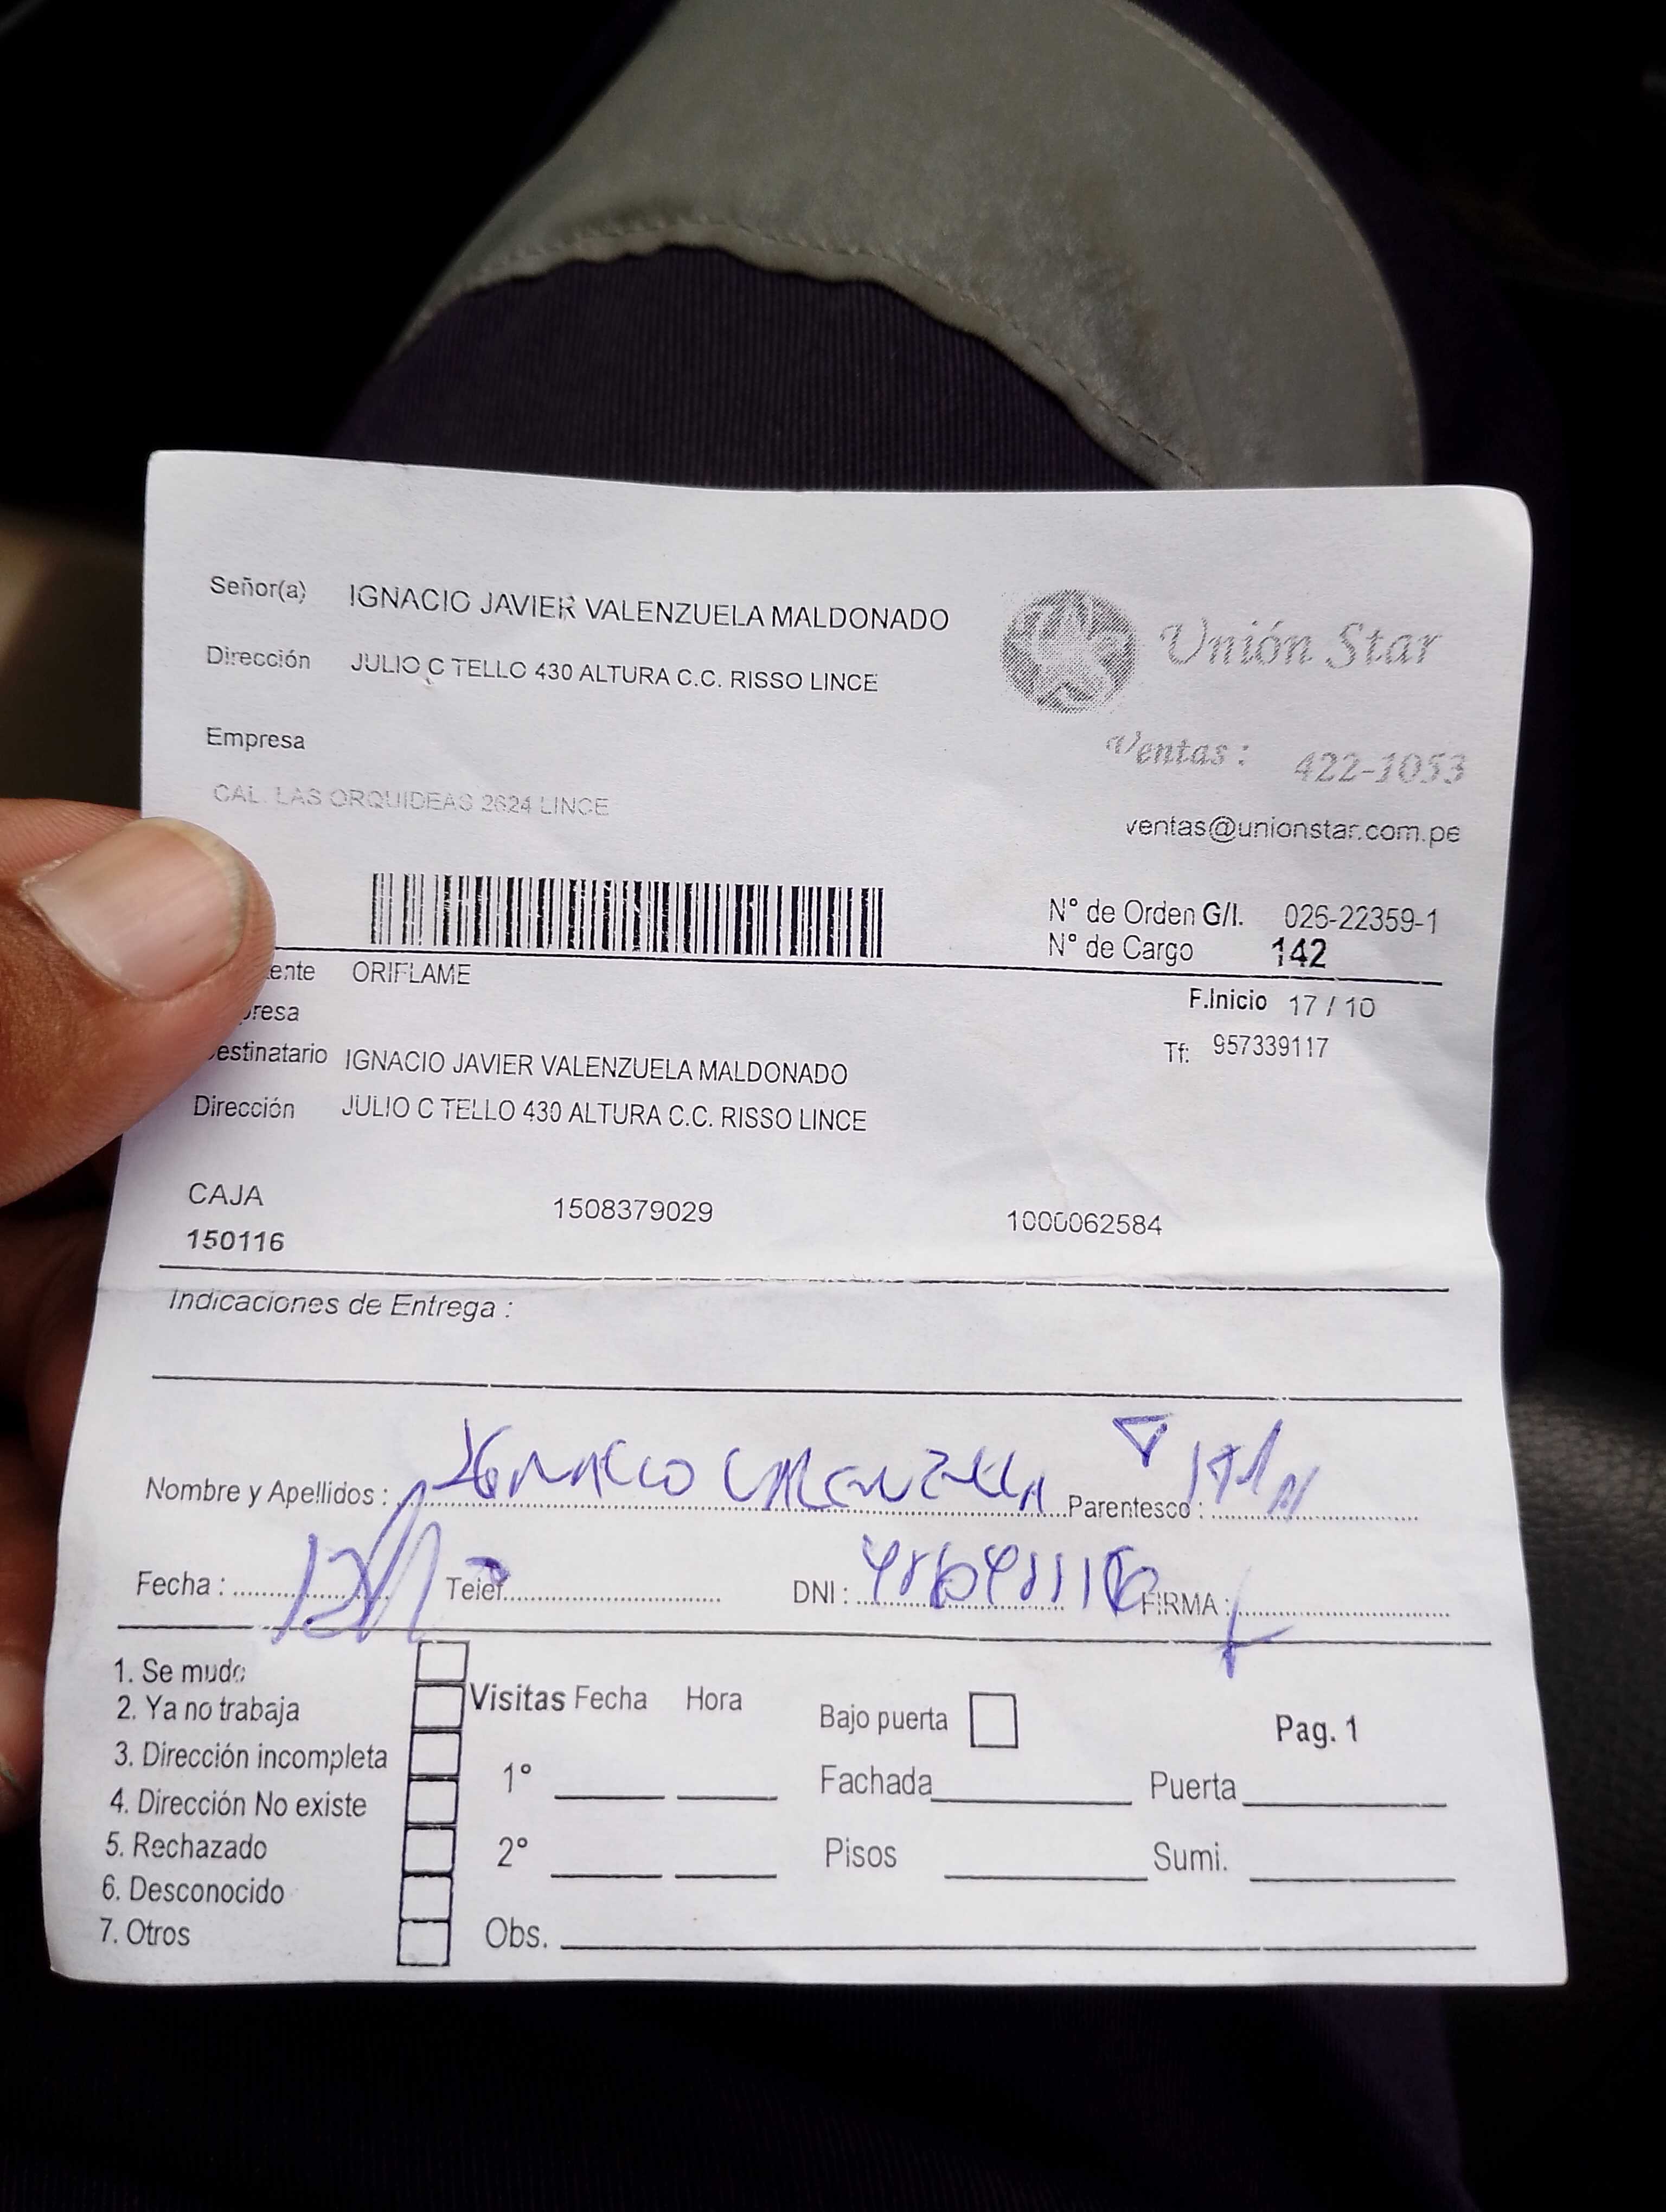 Señor(a) IGNACIO JAVIER VALENZUELA MALDONADO
Unión Star
Dirección JULIO C TELLO 430 ALTURA C.C. RISSO LINCE
Empresa
Ventas : 422-1053
CAL. LAS ORQUIDEAS 2624 LINCE
ventas@unionstar.com.pe
N° de Orden G/I. 026-22359-1
N° de Cargo 142
ente ORIFLAME
F.Inicio 17 / 10
presa
Tf: 957339117
estinatario IGNACIO JAVIER VALENZUELA MALDONADO
Dirección JULIO C TELLO 430 ALTURA C.C. RISSO LINCE
CAJA 1508379029 1000062584
150116
Indicaciones de Entrega :
Nombre y Apellidos : IGNACIO VALENZUELA Parentesco :
Fecha : Telef. DNI : FIRMA :
1. Se mudo
2. Ya no trabaja
3. Dirección incompleta
4. Dirección No existe
5. Rechazado
6. Desconocido
7. Otros
Visitas Fecha Hora
1°
2°
Obs.
Bajo puerta
Pag. 1
Fachada Puerta
Pisos Sumi.